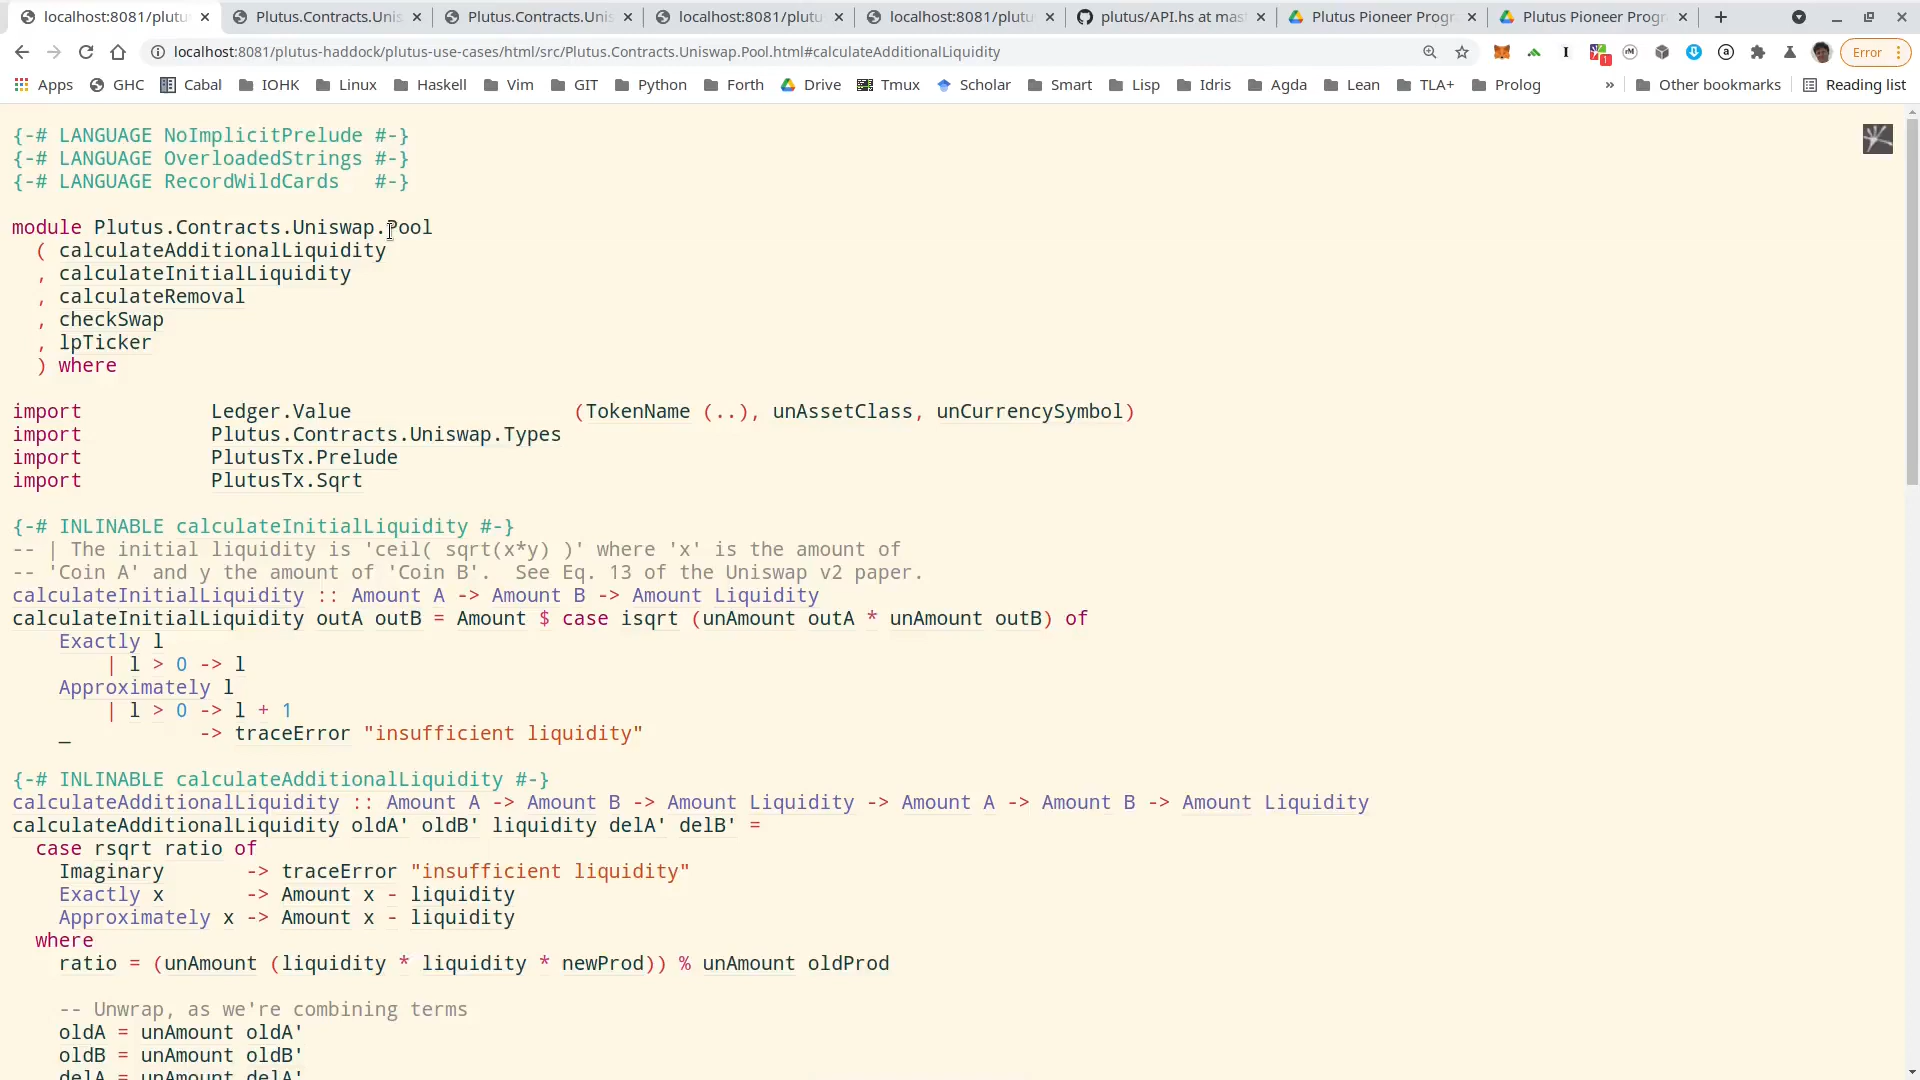 localhost:8081/plutu
Plutus.Contracts.Unis
Plutus.Contracts.Unis
localhost:8081/plutu
localhost:8081/plutu
plutus/API.hs at mas
Plutus Pioneer Progr
Plutus Pioneer Progr
localhost:8081/plutus-haddock/plutus-use-cases/html/src/Plutus.Contracts.Uniswap.Pool.html#calculateAdditionalLiquidity
Error
Apps GHC Cabal IOHK Linux Haskell Vim GIT Python Forth Drive Tmux Scholar Smart Lisp Idris Agda Lean TLA+ Prolog » Other bookmarks Reading list
{-# LANGUAGE NoImplicitPrelude #-}
{-# LANGUAGE OverloadedStrings #-}
{-# LANGUAGE RecordWildCards   #-}
module Plutus.Contracts.Uniswap.Pool
  ( calculateAdditionalLiquidity
  , calculateInitialLiquidity
  , calculateRemoval
  , checkSwap
  , lpTicker
  ) where
import           Ledger.Value                   (TokenName (..), unAssetClass, unCurrencySymbol)
import           Plutus.Contracts.Uniswap.Types
import           PlutusTx.Prelude
import           PlutusTx.Sqrt
{-# INLINABLE calculateInitialLiquidity #-}
-- | The initial liquidity is 'ceil( sqrt(x*y) )' where 'x' is the amount of
-- 'Coin A' and y the amount of 'Coin B'.  See Eq. 13 of the Uniswap v2 paper.
calculateInitialLiquidity :: Amount A -> Amount B -> Amount Liquidity
calculateInitialLiquidity outA outB = Amount $ case isqrt (unAmount outA * unAmount outB) of
    Exactly l
        | l > 0 -> l
    Approximately l
        | l > 0 -> l + 1
    _           -> traceError "insufficient liquidity"
{-# INLINABLE calculateAdditionalLiquidity #-}
calculateAdditionalLiquidity :: Amount A -> Amount B -> Amount Liquidity -> Amount A -> Amount B -> Amount Liquidity
calculateAdditionalLiquidity oldA' oldB' liquidity delA' delB' =
  case rsqrt ratio of
    Imaginary       -> traceError "insufficient liquidity"
    Exactly x       -> Amount x - liquidity
    Approximately x -> Amount x - liquidity
  where
    ratio = (unAmount (liquidity * liquidity * newProd)) % unAmount oldProd
    -- Unwrap, as we're combining terms
    oldA = unAmount oldA'
    oldB = unAmount oldB'
    delA = unAmount delA'